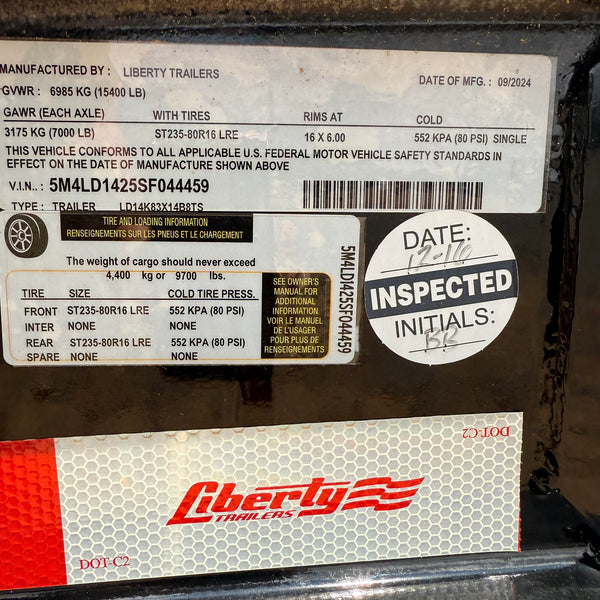 MANUFACTURED BY : LIBERTY TRAILERS
DATE OF MFG. : 09/2024
GVWR : 6985 KG (15400 LB)
GAWR (EACH AXLE) WITH TIRES RIMS AT COLD
3175 KG (7000 LB) ST235-80R16 LRE 16 X 6.00 552 KPA (80 PSI) SINGLE
THIS VEHICLE CONFORMS TO ALL APPLICABLE U.S. FEDERAL MOTOR VEHICLE SAFETY STANDARDS IN
EFFECT ON THE DATE OF MANUFACTURE SHOWN ABOVE
V.I.N.. : 5M4LD1425SF044459
TYPE : TRAILER LD14K83X14B8TS
TIRE AND LOADING INFORMATION
RENSEIGNEMENTS SUR LES PNEUS ET LE CHARGEMENT
The weight of cargo should never exceed
4,400 kg or 9700 lbs.
TIRE SIZE COLD TIRE PRESS.
FRONT ST235-80R16 LRE 552 KPA (80 PSI)
INTER NONE NONE
REAR ST235-80R16 LRE 552 KPA (80 PSI)
SPARE NONE NONE
SEE OWNER'S
MANUAL FOR
ADDITIONAL
INFORMATION
VOIR LE MANUEL
DE L'USAGER
POUR PLUS DE
RENSEIGNEMENTS
5M4LD1425SF044459
DATE:
INSPECTED
INITIALS:
BR
DOT-C2
Liberty
TRAILERS
DOT-C2